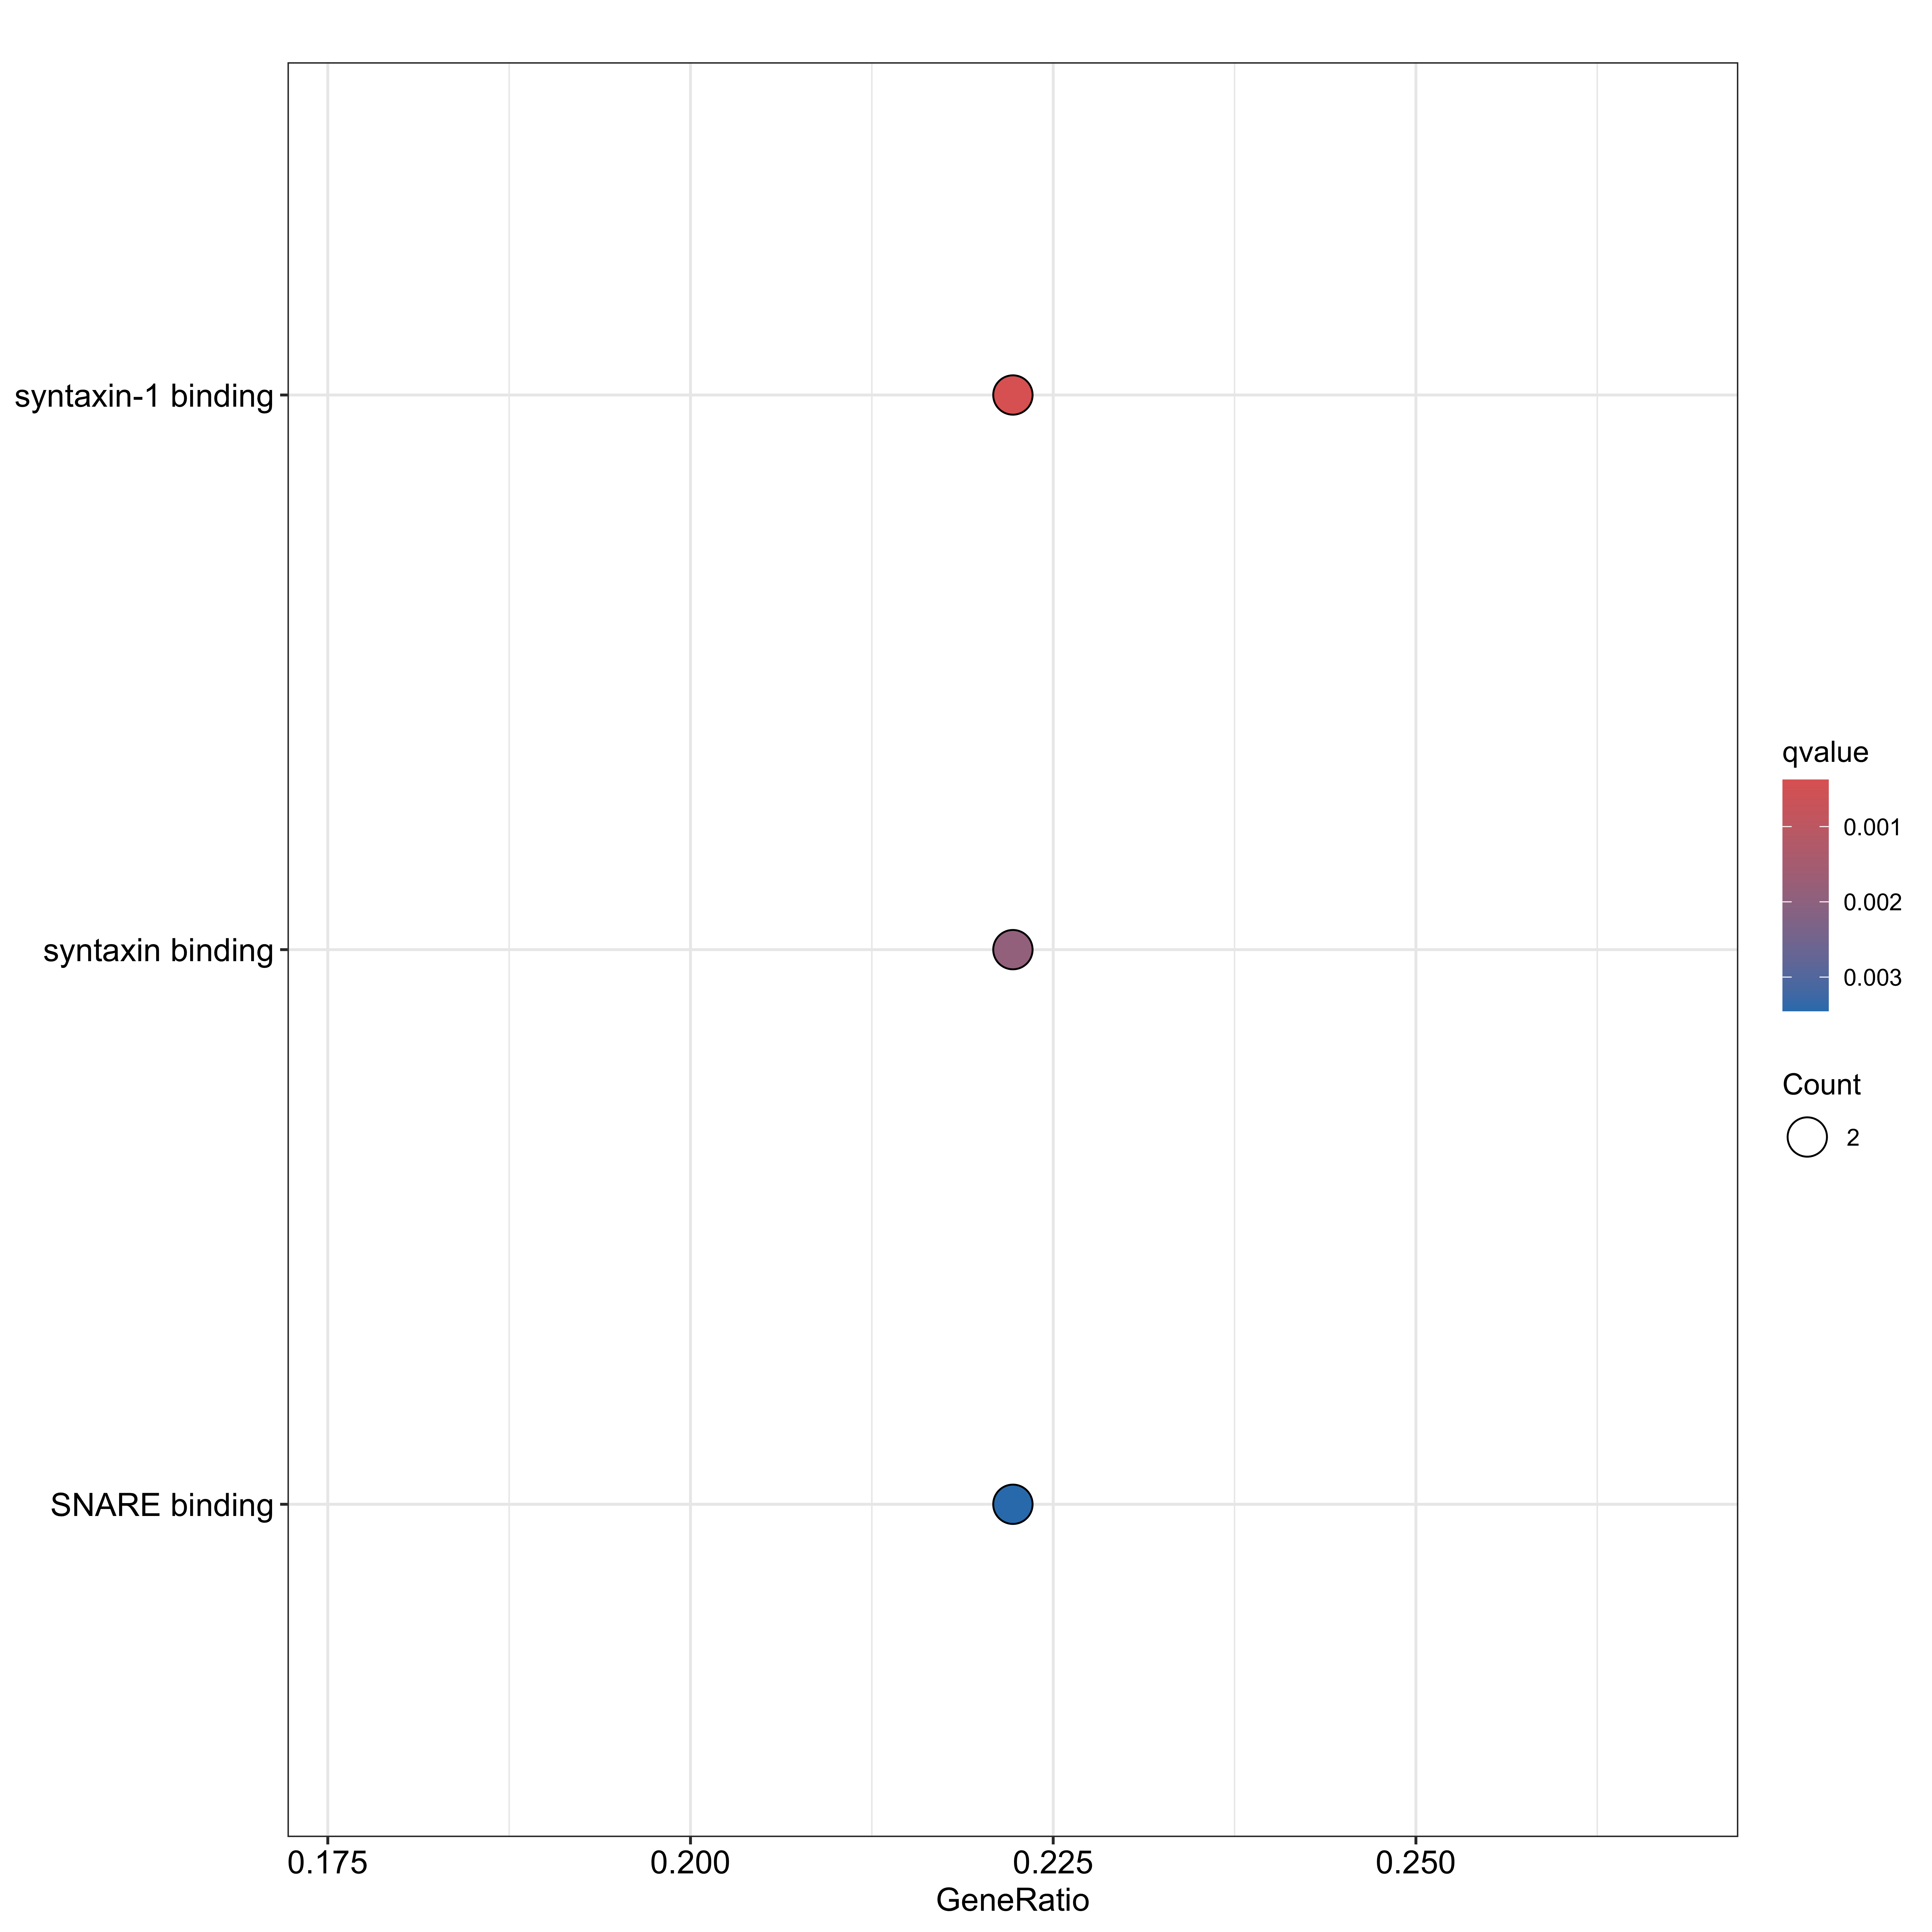 syntaxin-1 binding
syntaxin binding
SNARE binding
0.175 0.200 0.225 0.250
GeneRatio
qvalue
0.001
0.002
0.003
Count
2